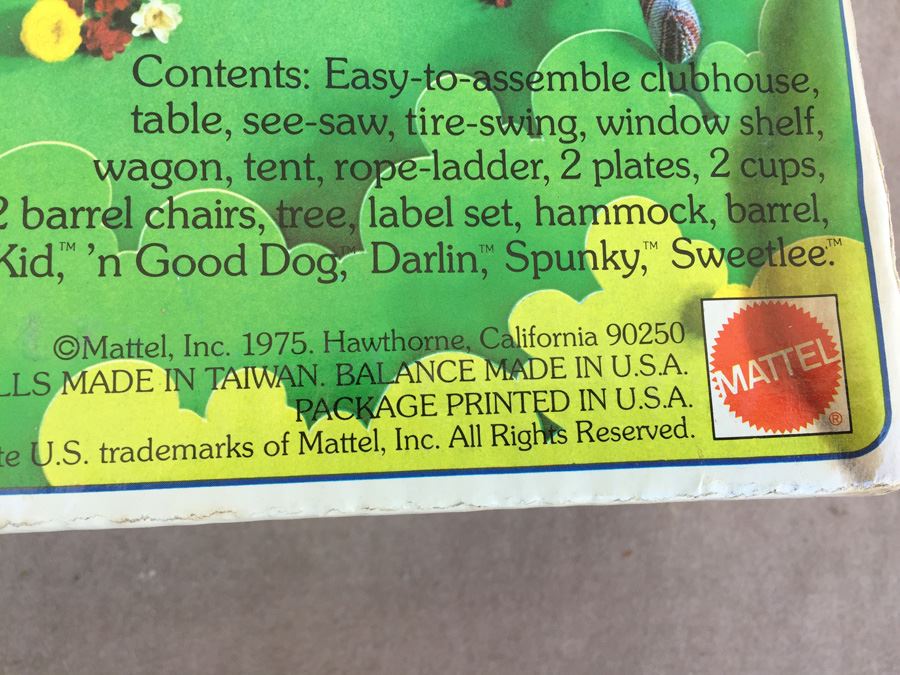 Contents: Easy-to-assemble clubhouse,
table, see-saw, tire-swing, window shelf,
wagon, tent, rope-ladder, 2 plates, 2 cups,
2 barrel chairs, tree, label set, hammock, barrel,
Kid,™ 'n Good Dog,™ Darlin,™ Spunky,™ Sweetlee.™
©Mattel, Inc. 1975. Hawthorne, California 90250
LLS MADE IN TAIWAN. BALANCE MADE IN U.S.A.
PACKAGE PRINTED IN U.S.A.
te U.S. trademarks of Mattel, Inc. All Rights Reserved.
MATTEL®